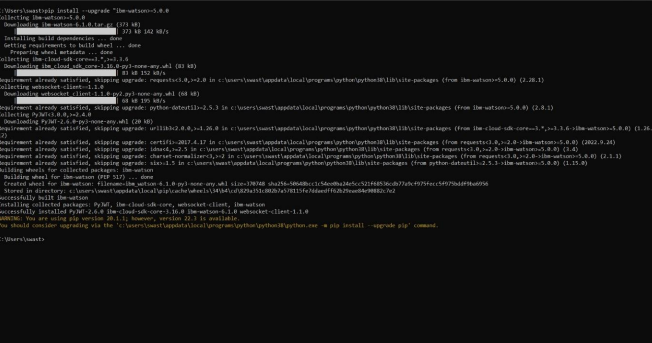 C:\Users\swast>pip install --upgrade "ibm-watson>=5.0.0
Collecting ibm-watson>=5.0.0
Downloading ibm-watson-6.1.0.tar.gz (373 kB)
373 kB 142 kB/s
Installing build dependencies ... done
Getting requirements to build wheel ... done
Preparing wheel metadata ... done
Collecting ibm-cloud-sdk-core==3.*,>=3.3.6
Downloading ibm_cloud_sdk_core-3.16.0-py3-none-any.whl (83 kB)
83 kB 152 kB/s
Requirement already satisfied, skipping upgrade: requests<3.0,>=2.0 in c:\users\swast\appdata\local\programs\python\python38\lib\site-packages (from ibm-watson>=5.0.0) (2.28.1)
Collecting websocket-client==1.1.0
Downloading websocket_client-1.1.0-py2.py3-none-any.whl (68 kB)
68 kB 195 kB/s
Requirement already satisfied, skipping upgrade: python-dateutil>=2.5.3 in c:\users\swast\appdata\local\programs\python\python38\lib\site-packages (from ibm-watson>=5.0.0) (2.8.1)
Collecting PyJWT<3.0.0,>=2.4.0
Downloading PyJWT-2.6.0-py3-none-any.whl (20 kB)
Requirement already satisfied, skipping upgrade: urllib3<2.0.0,>=1.26.0 in c:\users\swast\appdata\local\programs\python\python38\lib\site-packages (from ibm-cloud-sdk-core==3.*,>=3.3.6->ibm-watson>=5.0.0) (1.26.
Requirement already satisfied, skipping upgrade: certifi>=2017.4.17 in c:\users\swast\appdata\local\programs\python\python38\lib\site-packages (from requests<3.0,>=2.0->ibm-watson>=5.0.0) (2022.9.24)
Requirement already satisfied, skipping upgrade: idna<4,>=2.5 in c:\users\swast\appdata\local\programs\python\python38\lib\site-packages (from requests<3.0,>=2.0->ibm-watson>=5.0.0) (3.4)
Requirement already satisfied, skipping upgrade: charset-normalizer<3,>=2 in c:\users\swast\appdata\local\programs\python\python38\lib\site-packages (from requests<3.0,>=2.0->ibm-watson>=5.0.0) (2.1.1)
Requirement already satisfied, skipping upgrade: six>=1.5 in c:\users\swast\appdata\local\programs\python\python38\lib\site-packages (from python-dateutil>=2.5.3->ibm-watson>=5.0.0) (1.15.0)
Building wheels for collected packages: ibm-watson
Building wheel for ibm-watson (PEP 517) ... done
Created wheel for ibm-watson: filename=ibm_watson-6.1.0-py3-none-any.whl size=370748
Stored in directory: c:\users\swast\appdata\local\pip\cache\wheels\
Successfully built ibm-watson
Installing collected packages: PyJWT, ibm-cloud-sdk-core, websocket-client, ibm-watson
Successfully installed PyJWT-2.6.0 ibm-cloud-sdk-core-3.16.0 ibm-watson-6.1.0 websocket-client-1.1.0
WARNING: You are using pip version 20.1.1; however, version 22.3 is available.
You should consider upgrading via the 'c:\users\swast\appdata\local\programs\python\python38\python.exe -m pip install --upgrade pip' command.
C:\Users\swast>